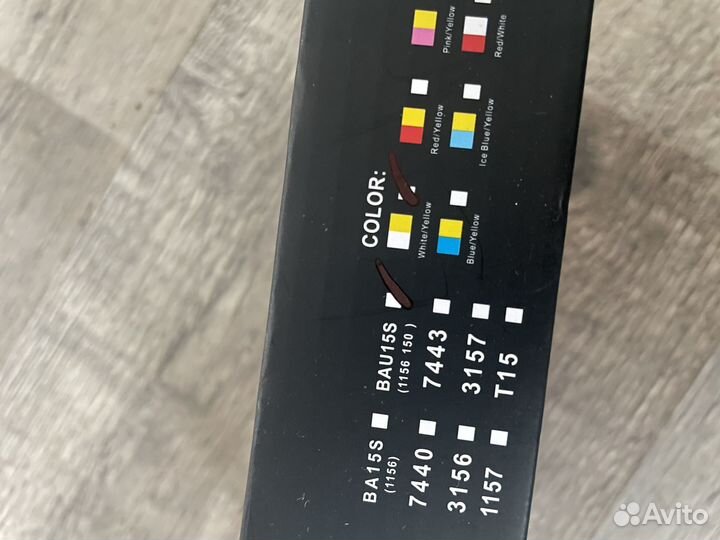 BA15S
(1156)
BAU15S
(1156 150 )
7440
7443
3156
3157
1157
T15
COLOR:
White/Yellow
Red/Yellow
Pink/Yellow
Blue/Yellow
Ice Blue/Yellow
Red/White
Avito